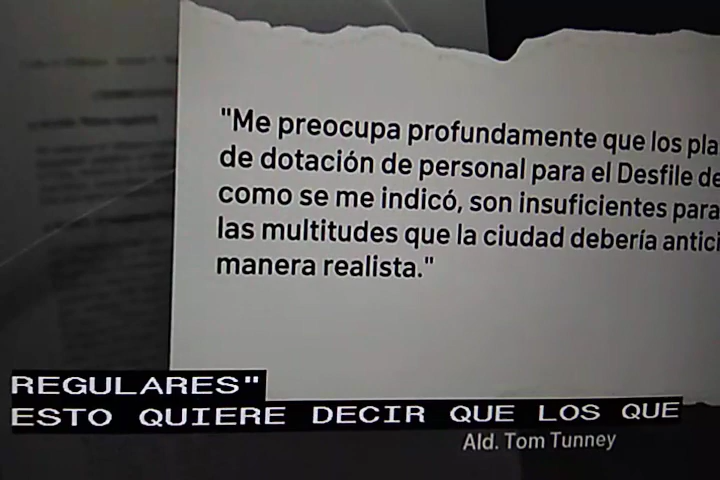 "Me preocupa profundamente que los pla
de dotación de personal para el Desfile de
como se me indicó, son insuficientes para
las multitudes que la ciudad debería antici
manera realista."
REGULARES"
ESTO QUIERE DECIR QUE LOS QUE
Ald. Tom Tunney